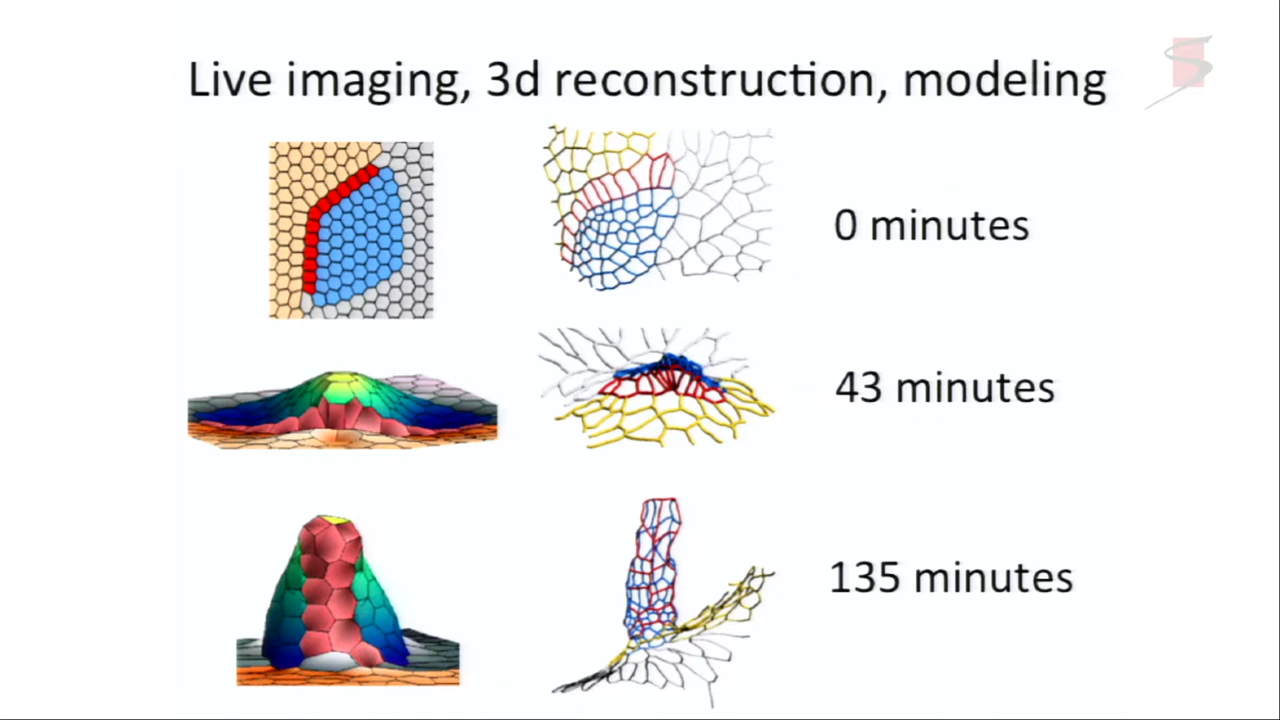 Live imaging, 3d reconstruction, modeling
0 minutes
43 minutes
135 minutes